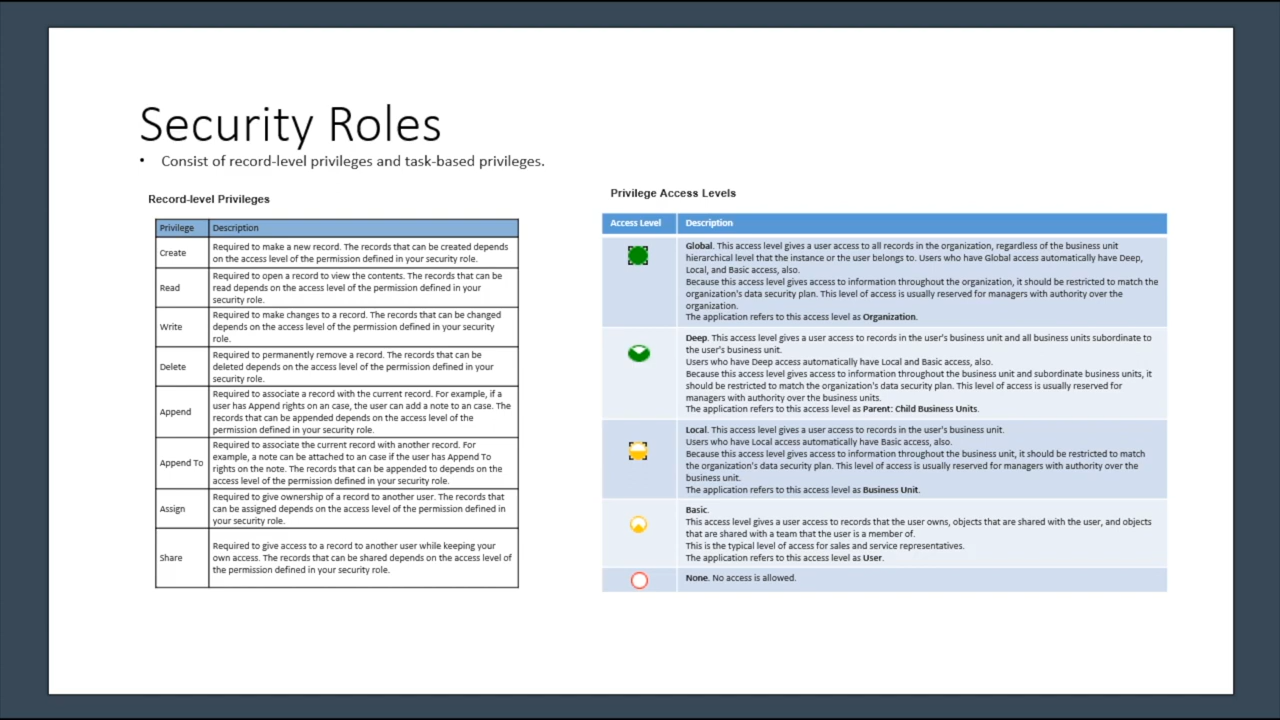 Security Roles
• Consist of record-level privileges and task-based privileges.
Record-level Privileges
Privilege Description
Create
Required to make a new record. The records that can be created depends
on the access level of the permission defined in your security role.
Read
Required to open a record to view the contents. The records that can be
read depends on the access level of the permission defined in your
security role.
Write
Required to make changes to a record. The records that can be changed
depends on the access level of the permission defined in your security
role.
Delete
Required to permanently remove a record. The records that can be
deleted depends on the access level of the permission defined in your
security role.
Append
Required to associate a record with the current record. For example, if a
user has Append rights on an case, the user can add a note to an case. The
records that can be appended depends on the access level of the
permission defined in your security role.
Append To
Required to associate the current record with another record. For
example, a note can be attached to an case if the user has Append To
rights on the note. The records that can be appended to depends on the
access level of the permission defined in your security role.
Assign
Required to give ownership of a record to another user. The records that
can be assigned depends on the access level of the permission defined in
your security role.
Share
Required to give access to a record to another user while keeping your
own access. The records that can be shared depends on the access level of
the permission defined in your security role.
Privilege Access Levels
Access Level Description
Global. This access level gives a user access to all records in the organization, regardless of the business unit
hierarchical level that the instance or the user belongs to. Users who have Global access automatically have Deep,
Local, and Basic access, also.
Because this access level gives access to information throughout the organization, it should be restricted to match the
organization's data security plan. This level of access is usually reserved for managers with authority over the
organization.
The application refers to this access level as Organization.
Deep. This access level gives a user access to records in the user's business unit and all business units subordinate to
the user's business unit.
Users who have Deep access automatically have Local and Basic access, also.
Because this access level gives access to information throughout the business unit and subordinate business units, it
should be restricted to match the organization's data security plan. This level of access is usually reserved for
managers with authority over the business units.
The application refers to this access level as Parent: Child Business Units.
Local. This access level gives a user access to records in the user's business unit.
Users who have Local access automatically have Basic access, also.
Because this access level gives access to information throughout the business unit, it should be restricted to match
the organization's data security plan. This level of access is usually reserved for managers with authority over the
business unit.
The application refers to this access level as Business Unit.
Basic.
This access level gives a user access to records that the user owns, objects that are shared with the user, and objects
that are shared with a team that the user is a member of.
This is the typical level of access for sales and service representatives.
The application refers to this access level as User.
None. No access is allowed.